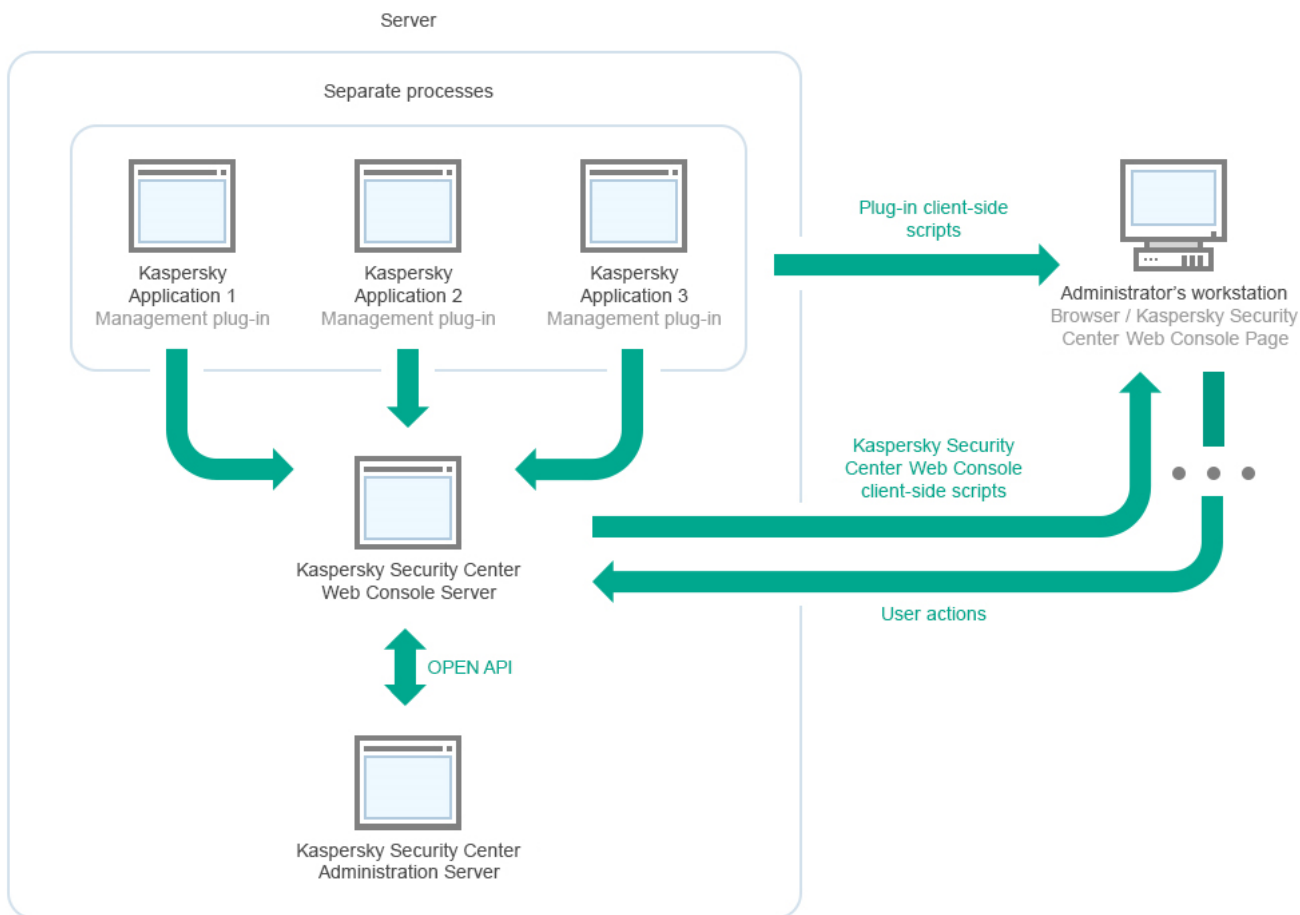 Server
Separate processes
Kaspersky
Application 1
Management plug-in
Kaspersky
Application 2
Management plug-in
Kaspersky
Application 3
Management plug-in
Plug-in client-side
scripts
Administrator’s workstation
Browser / Kaspersky Security
Center Web Console Page
Kaspersky Security
Center Web Console
client-side scripts
Kaspersky Security Center
Web Console Server
User actions
OPEN API
Kaspersky Security Center
Administration Server